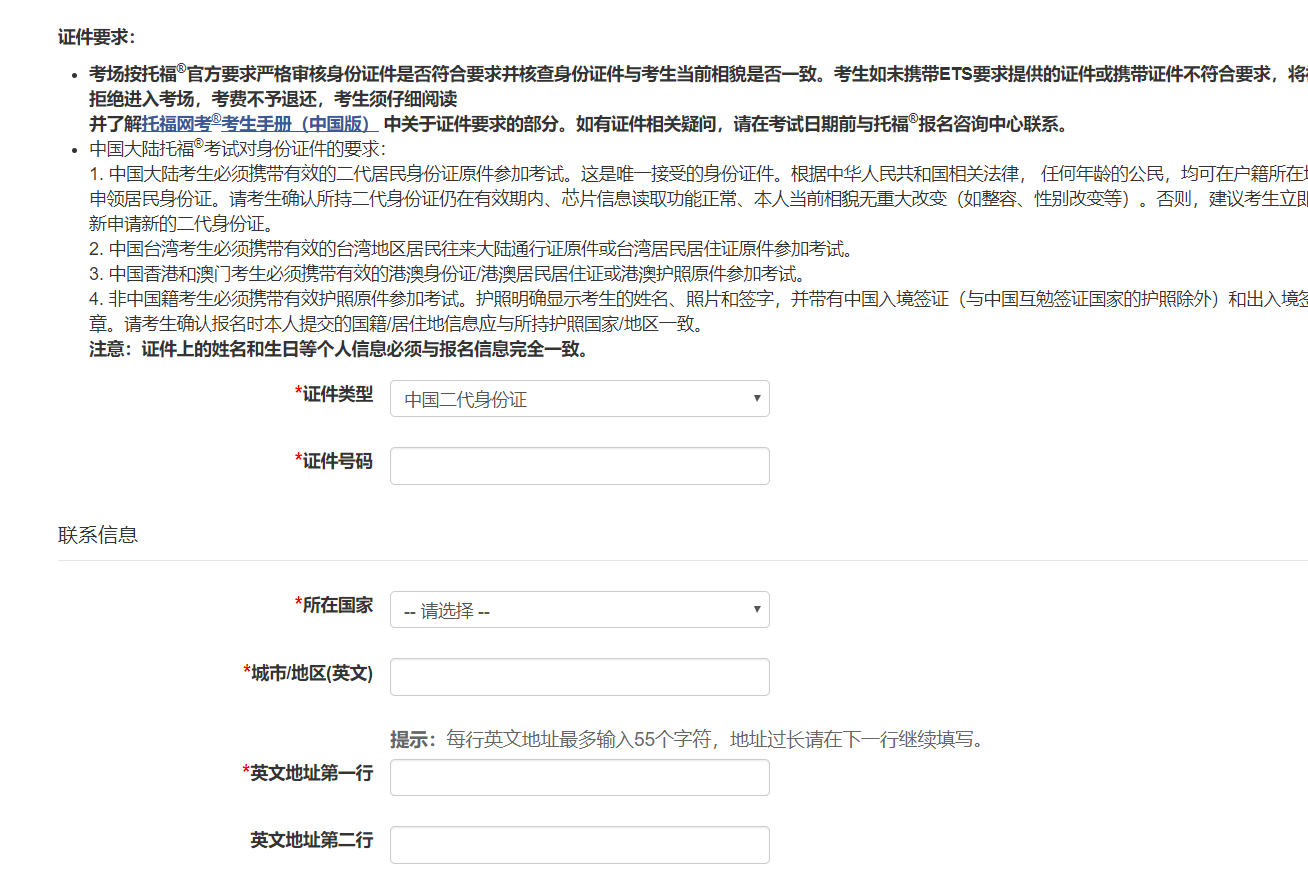 证件要求：
• 考场按托福®官方要求严格审核身份证件是否符合要求并核查身份证件与考生当前相貌是否一致。考生如未携带ETS要求提供的证件或携带证件不符合要求，将
拒绝进入考场，考费不予退还，考生须仔细阅读
并了解托福网考®考生手册（中国版） 中关于证件要求的部分。如有证件相关疑问，请在考试日期前与托福®报名咨询中心联系。
• 中国大陆托福®考试对身份证件的要求：
1. 中国大陆考生必须携带有效的二代居民身份证原件参加考试。这是唯一接受的身份证件。根据中华人民共和国相关法律， 任何年龄的公民，均可在户籍所在
申领居民身份证。请考生确认所持二代身份证仍在有效期内、芯片信息读取功能正常、本人当前相貌无重大改变（如整容、性别改变等）。否则，建议考生立即
新申请新的二代身份证。
2. 中国台湾考生必须携带有效的台湾地区居民往来大陆通行证原件或台湾居民居住证原件参加考试。
3. 中国香港和澳门考生必须携带有效的港澳身份证/港澳居民居住证或港澳护照原件参加考试。
4. 非中国籍考生必须携带有效护照原件参加考试。护照明确显示考生的姓名、照片和签字，并带有中国入境签证（与中国互勉签证国家的护照除外）和出入境签
章。请考生确认报名时本人提交的国籍/居住地信息应与所持护照国家/地区一致。
注意：证件上的姓名和生日等个人信息必须与报名信息完全一致。
*证件类型 中国二代身份证
*证件号码
联系信息
*所在国家 -- 请选择 --
*城市/地区(英文)
提示：每行英文地址最多输入55个字符，地址过长请在下一行继续填写。
*英文地址第一行
英文地址第二行